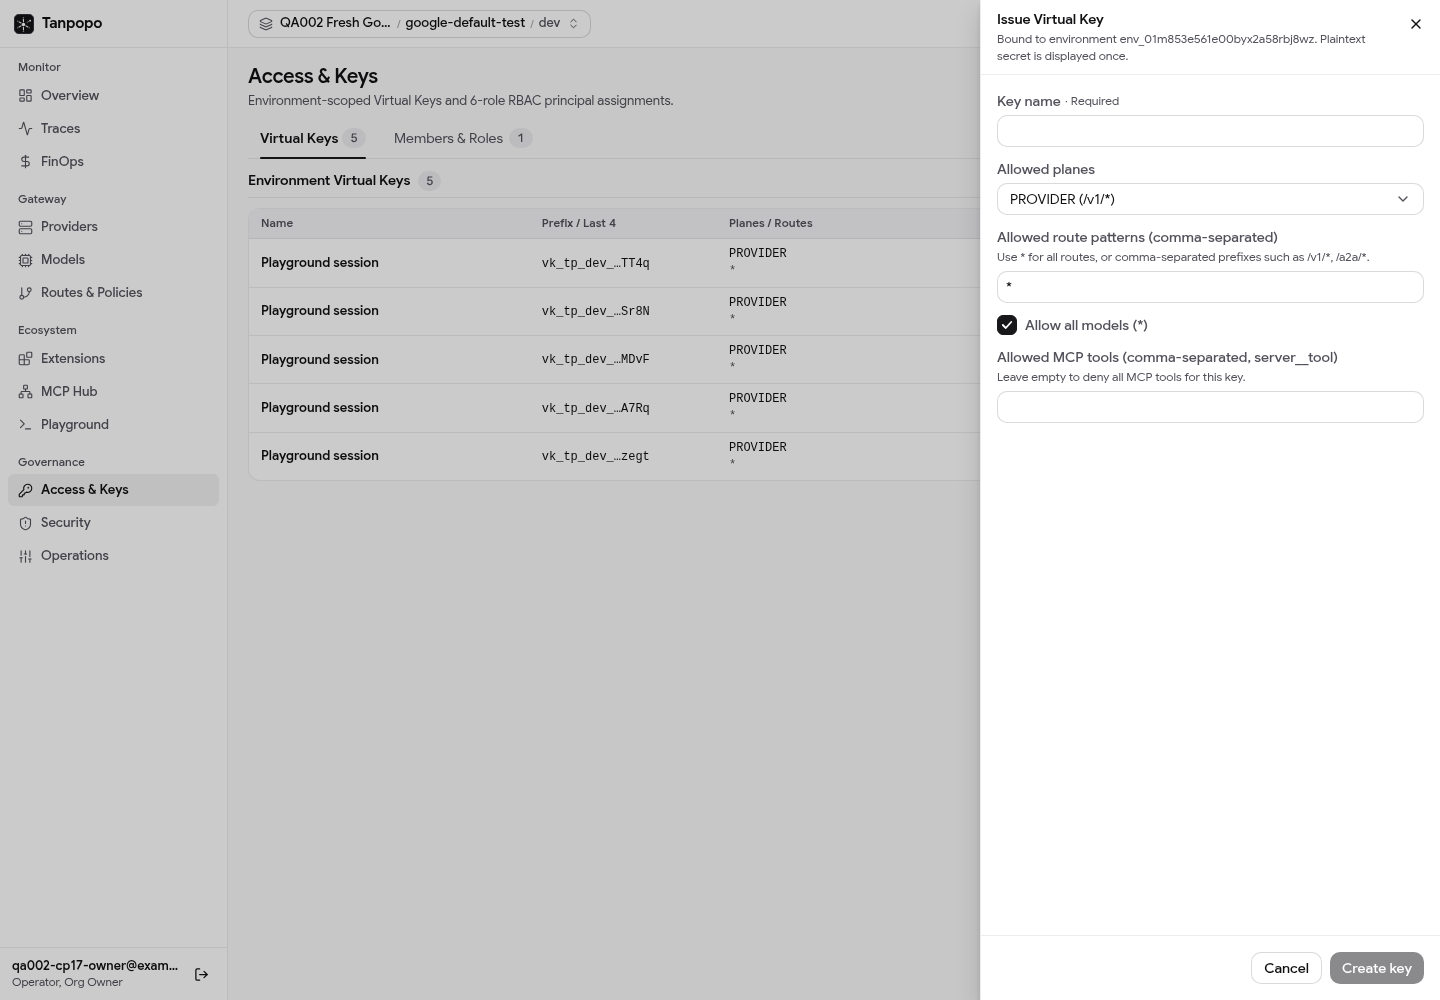 Tanpopo
Monitor
Overview
Traces
FinOps
Gateway
Providers
Models
Routes & Policies
Ecosystem
Extensions
MCP Hub
Playground
Governance
Access & Keys
Security
Operations
qa002-cp17-owner@exam...
Operator, Org Owner
QA002 Fresh Go... / google-default-test / dev
Access & Keys
Environment-scoped Virtual Keys and 6-role RBAC principal assignments.
Virtual Keys 5 Members & Roles 1
Environment Virtual Keys 5
Name Prefix / Last 4 Planes / Routes
Playground session vk_tp_dev_…TT4q PROVIDER
*
Playground session vk_tp_dev_…Sr8N PROVIDER
*
Playground session vk_tp_dev_…MDvF PROVIDER
*
Playground session vk_tp_dev_…A7Rq PROVIDER
*
Playground session vk_tp_dev_…zegt PROVIDER
*
Issue Virtual Key
Bound to environment env_01m853e561e00byx2a58rbj8wz. Plaintext
secret is displayed once.
Key name · Required
Allowed planes
PROVIDER (/v1/*)
Allowed route patterns (comma-separated)
Use * for all routes, or comma-separated prefixes such as /v1/*, /a2a/*.
*
Allow all models (*)
Allowed MCP tools (comma-separated, server__tool)
Leave empty to deny all MCP tools for this key.
Cancel Create key